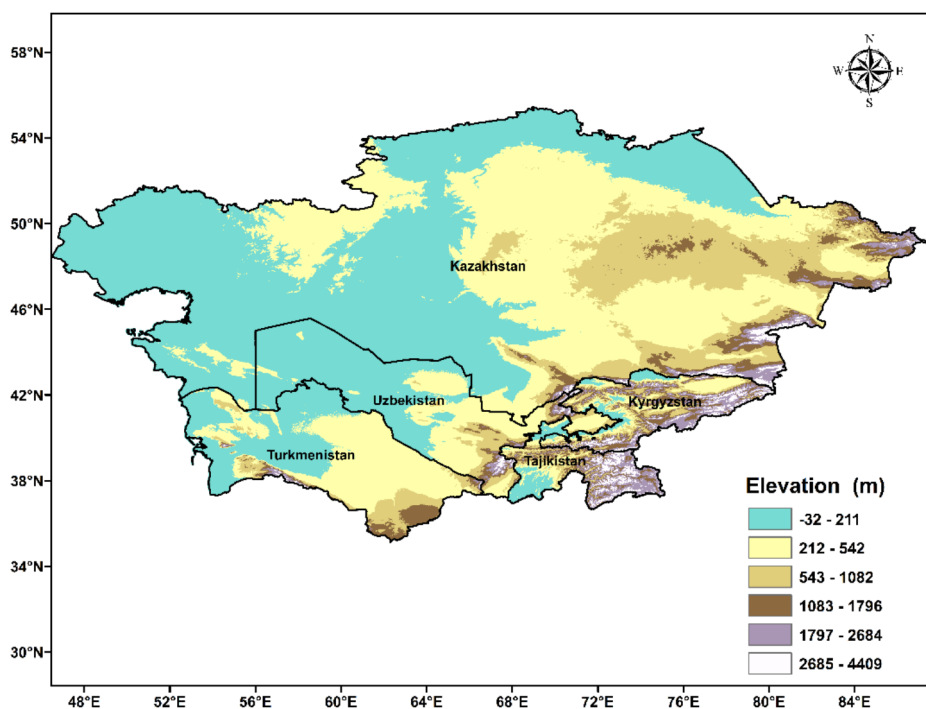 58°N
54°N
50°N
46°N
42°N
38°N
34°N
30°N
N
W E
S
Kazakhstan
Uzbekistan
Kyrgyzstan
Turkmenistan
Tajikistan
Elevation (m)
-32 - 211
212 - 542
543 - 1082
1083 - 1796
1797 - 2684
2685 - 4409
48°E 52°E 56°E 60°E 64°E 68°E 72°E 76°E 80°E 84°E